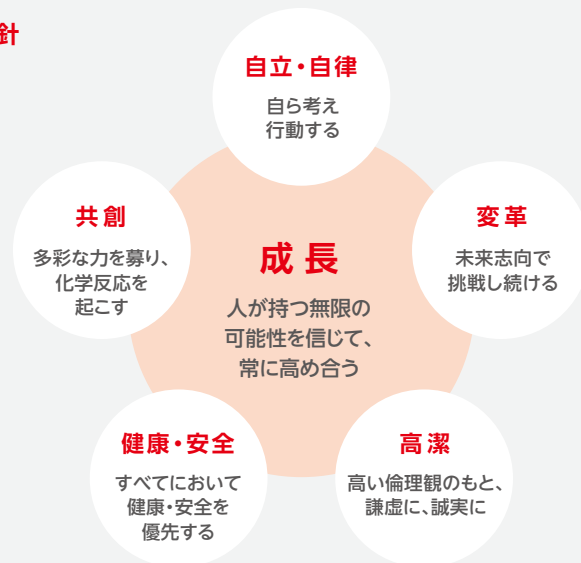 針
自立・自律
自ら考え
行動する
共創
多彩な力を募り、
化学反応を
起こす
変革
未来志向で
挑戦し続ける
成長
人が持つ無限の
可能性を信じて、
常に高め合う
健康・安全
すべてにおいて
健康・安全を
優先する
高潔
高い倫理観のもと、
謙虚に、誠実に